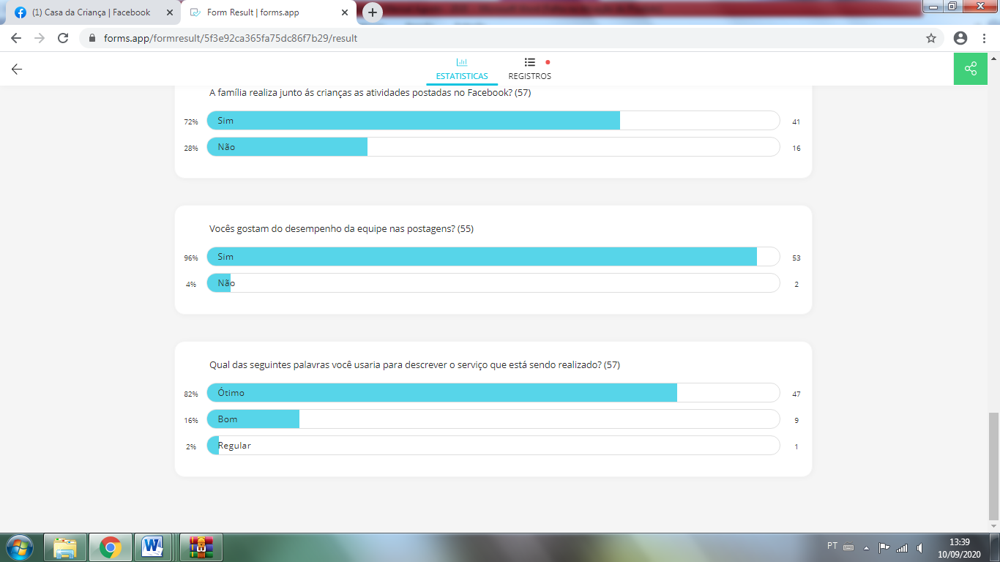 (1) Casa da Criança | Facebook
Form Result | forms.app
forms.app/formresult/5f3e92ca365fa75dc86f7b29/result
ESTATISTICAS
REGISTROS
A família realiza junto ás crianças as atividades postadas no Facebook? (57)
72% Sim 41
28% Não 16
Vocês gostam do desempenho da equipe nas postagens? (55)
96% Sim 53
4% Não 2
Qual das seguintes palavras você usaria para descrever o serviço que está sendo realizado? (57)
82% Ótimo 47
16% Bom 9
2% Regular 1
PT
13:39
10/09/2020